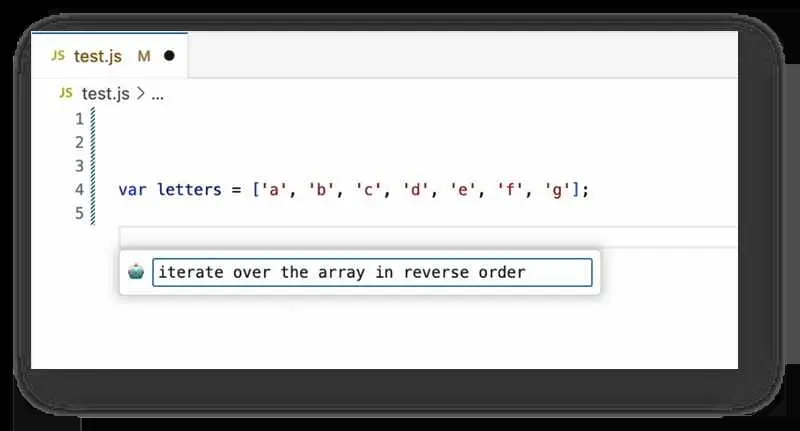 JS test.js M
JS test.js > ...
1
2
3
4 var letters = ['a', 'b', 'c', 'd', 'e', 'f', 'g'];
5
iterate over the array in reverse order